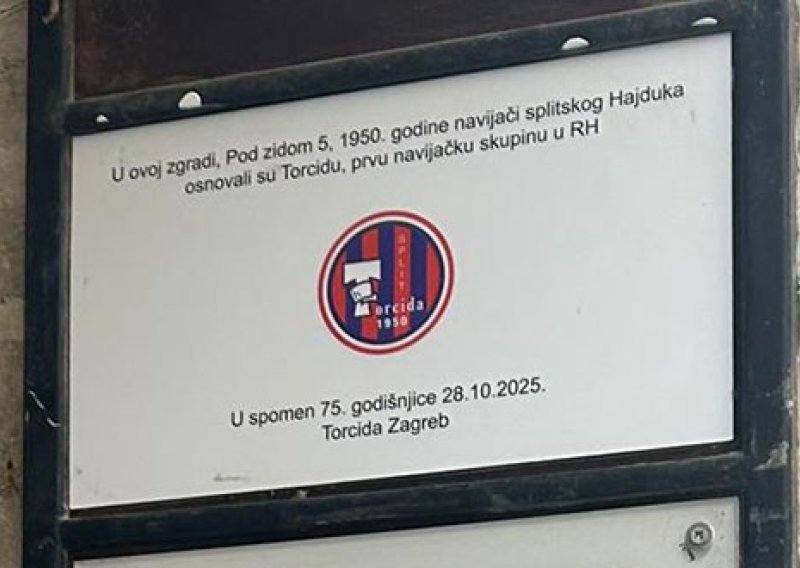 U ovoj zgradi, Pod zidom 5, 1950. godine navijači splitskog Hajduka
osnovali su Torcidu, prvu navijačku skupinu u RH
SPLIT
Torcida
1950
U spomen 75. godišnjice 28.10.2025.
Torcida Zagreb